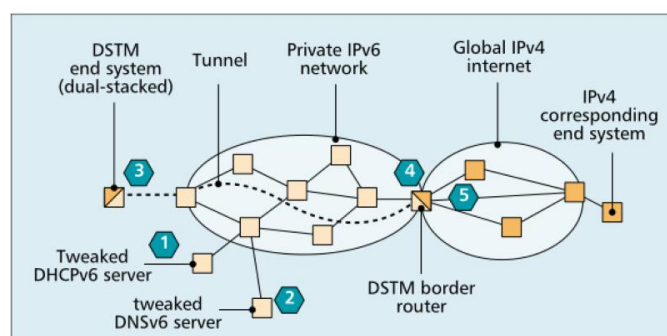 DSTM
end system
(dual-stacked)
Tunnel
Private IPv6
network
Global IPv4
internet
IPv4
corresponding
end system
3
4
5
1
Tweaked
DHCPv6 server
2
tweaked
DNSv6 server
DSTM border
router